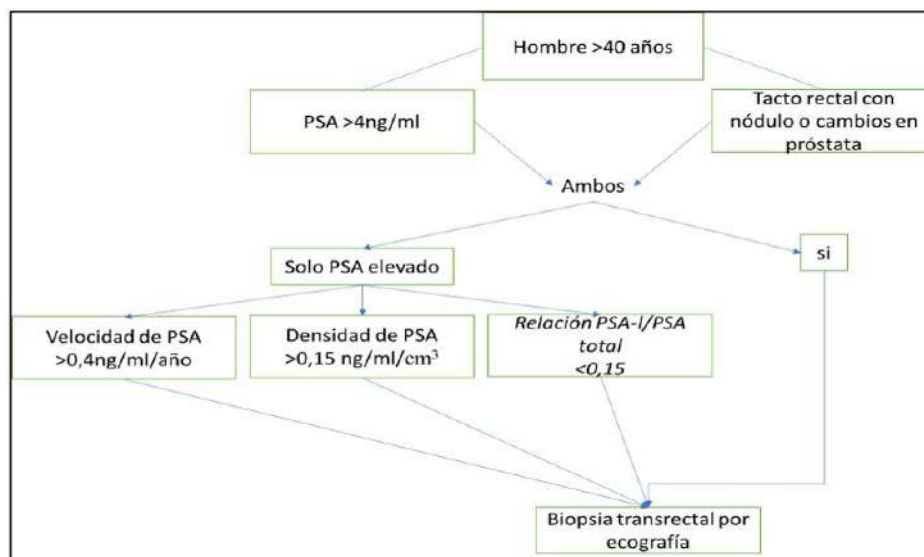 Hombre >40 años
PSA >4ng/ml
Tacto rectal con
nódulo o cambios en
próstata
Ambos
Solo PSA elevado
si
Velocidad de PSA
>0,4ng/ml/año
Densidad de PSA
>0,15 ng/ml/cm³
Relación PSA-l/PSA
total
<0,15
Biopsia transrectal por
ecografía